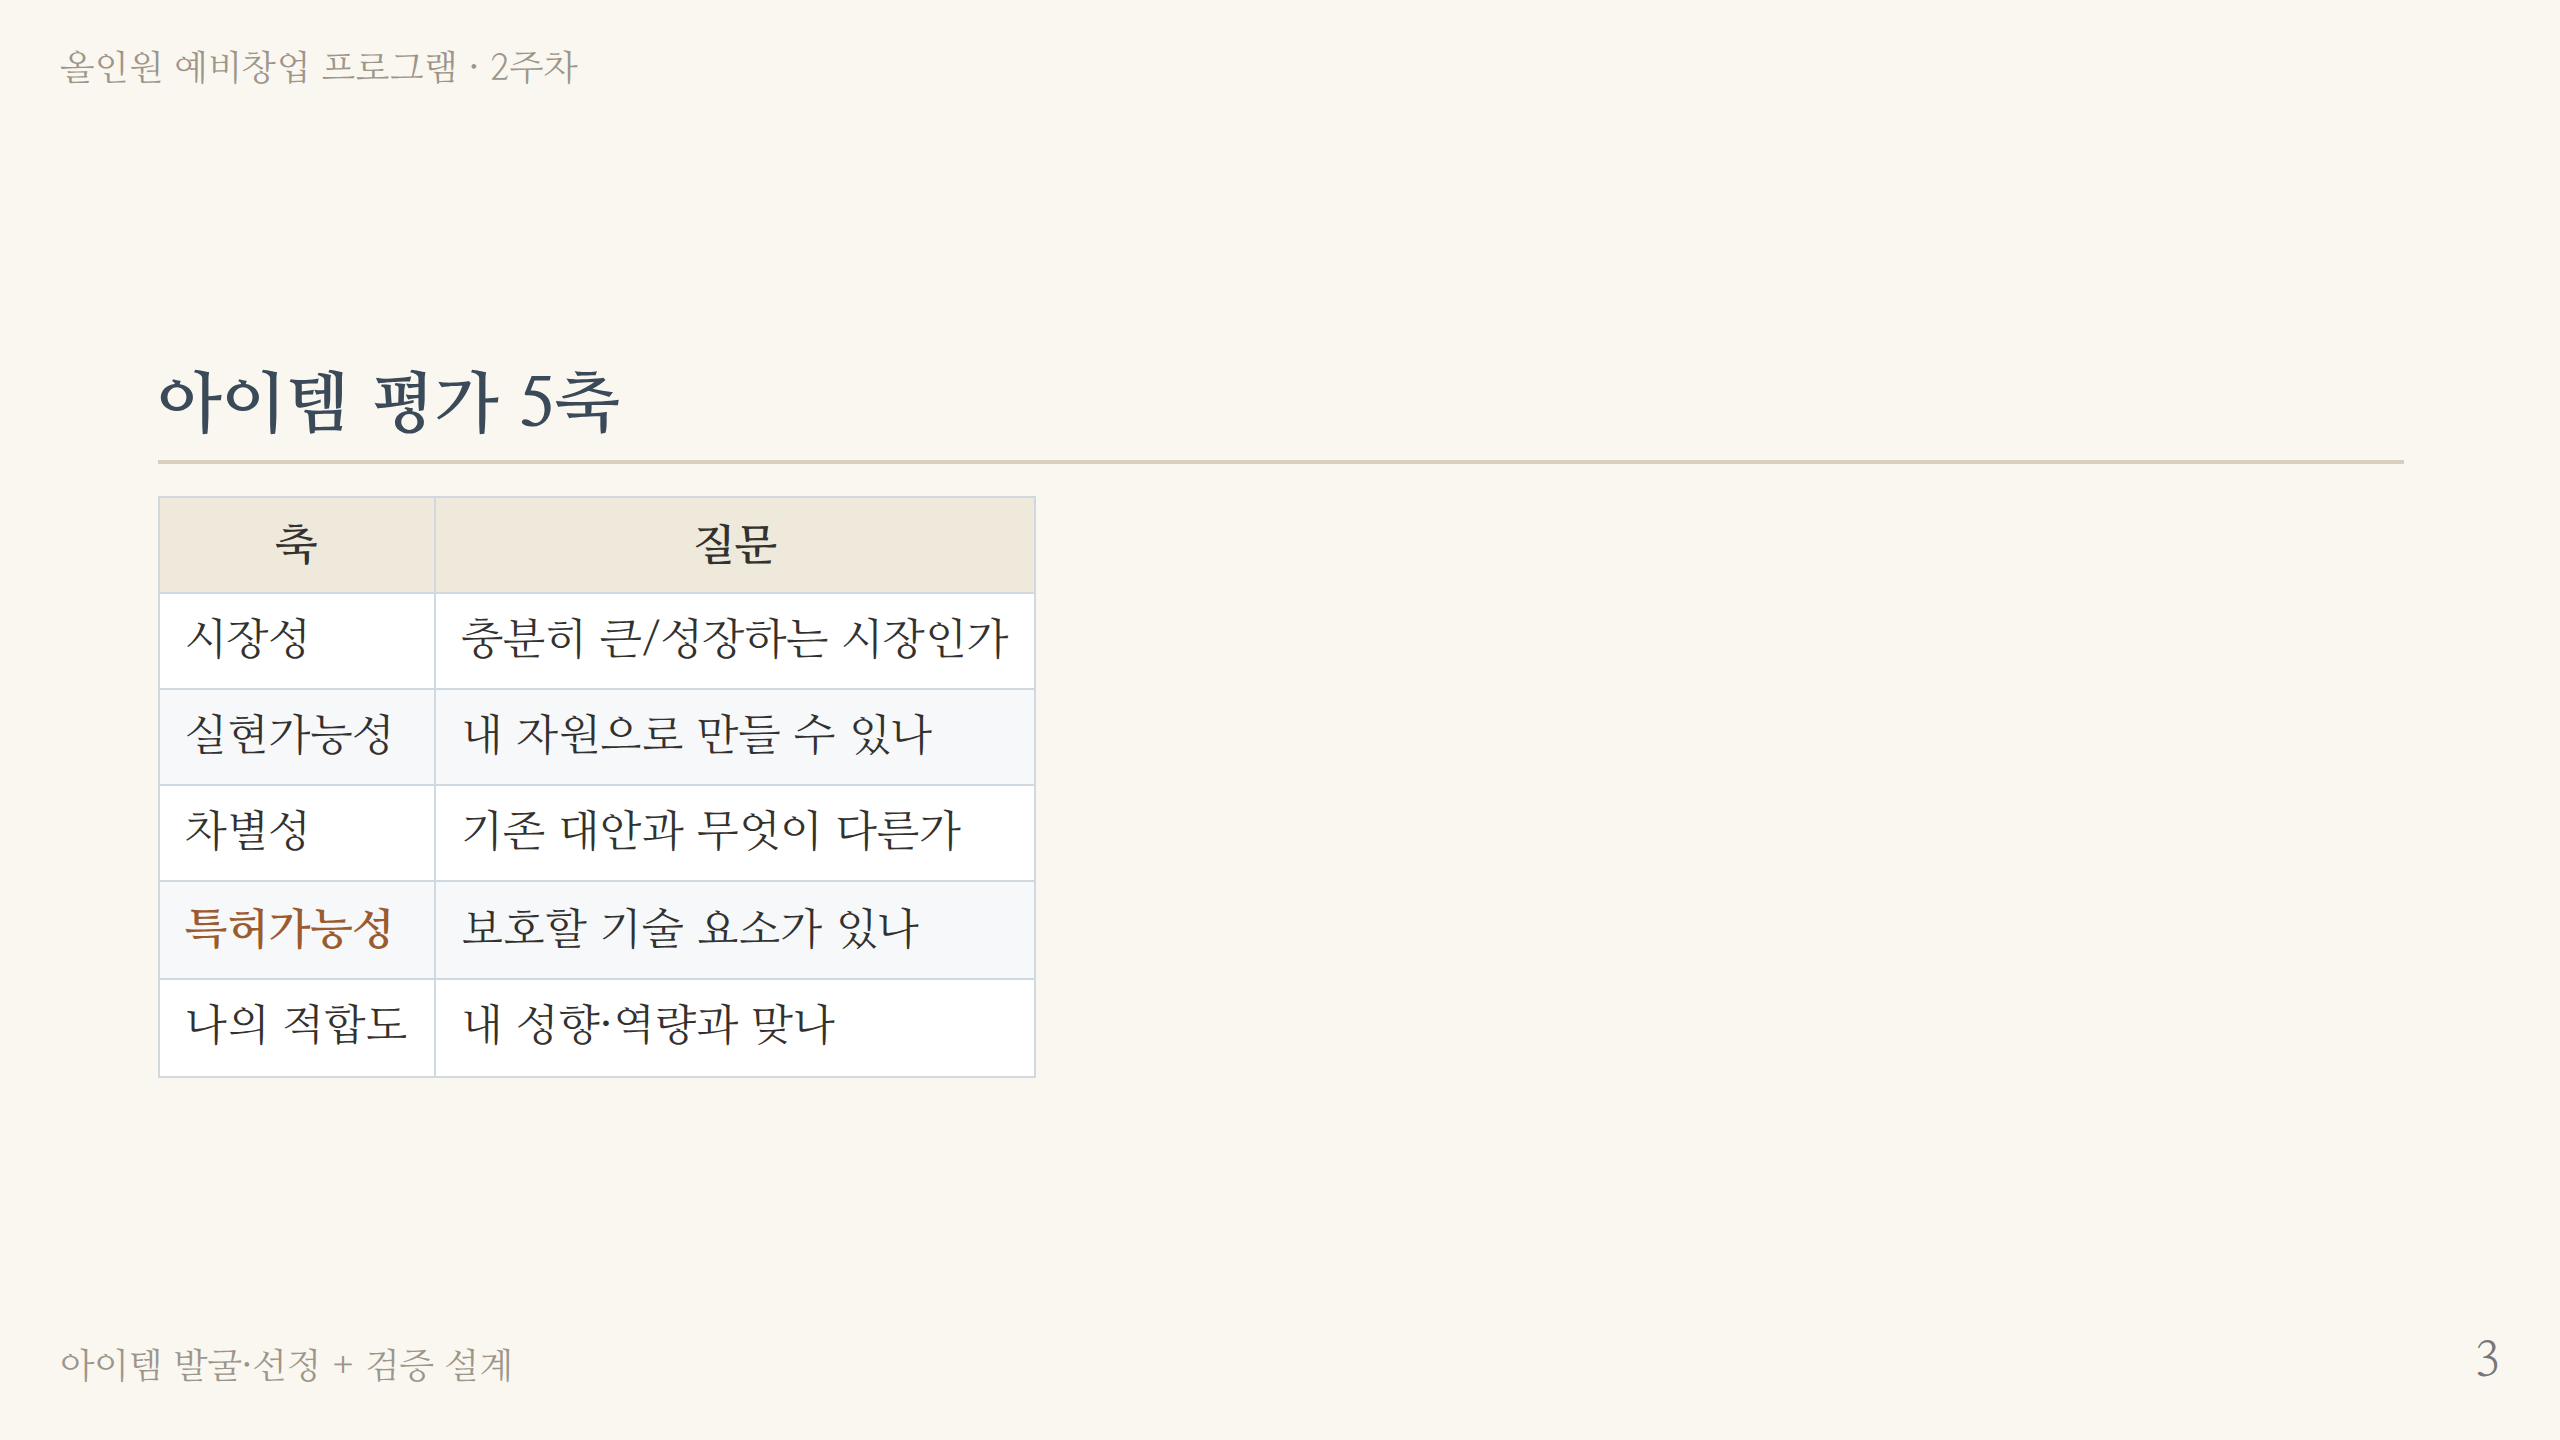 올인원 예비창업 프로그램 · 2주차
아이템 평가 5축
축 질문
시장성 충분히 큰/성장하는 시장인가
실현가능성 내 자원으로 만들 수 있나
차별성 기존 대안과 무엇이 다른가
특허가능성 보호할 기술 요소가 있나
나의 적합도 내 성향·역량과 맞나
아이템 발굴·선정 + 검증 설계
3